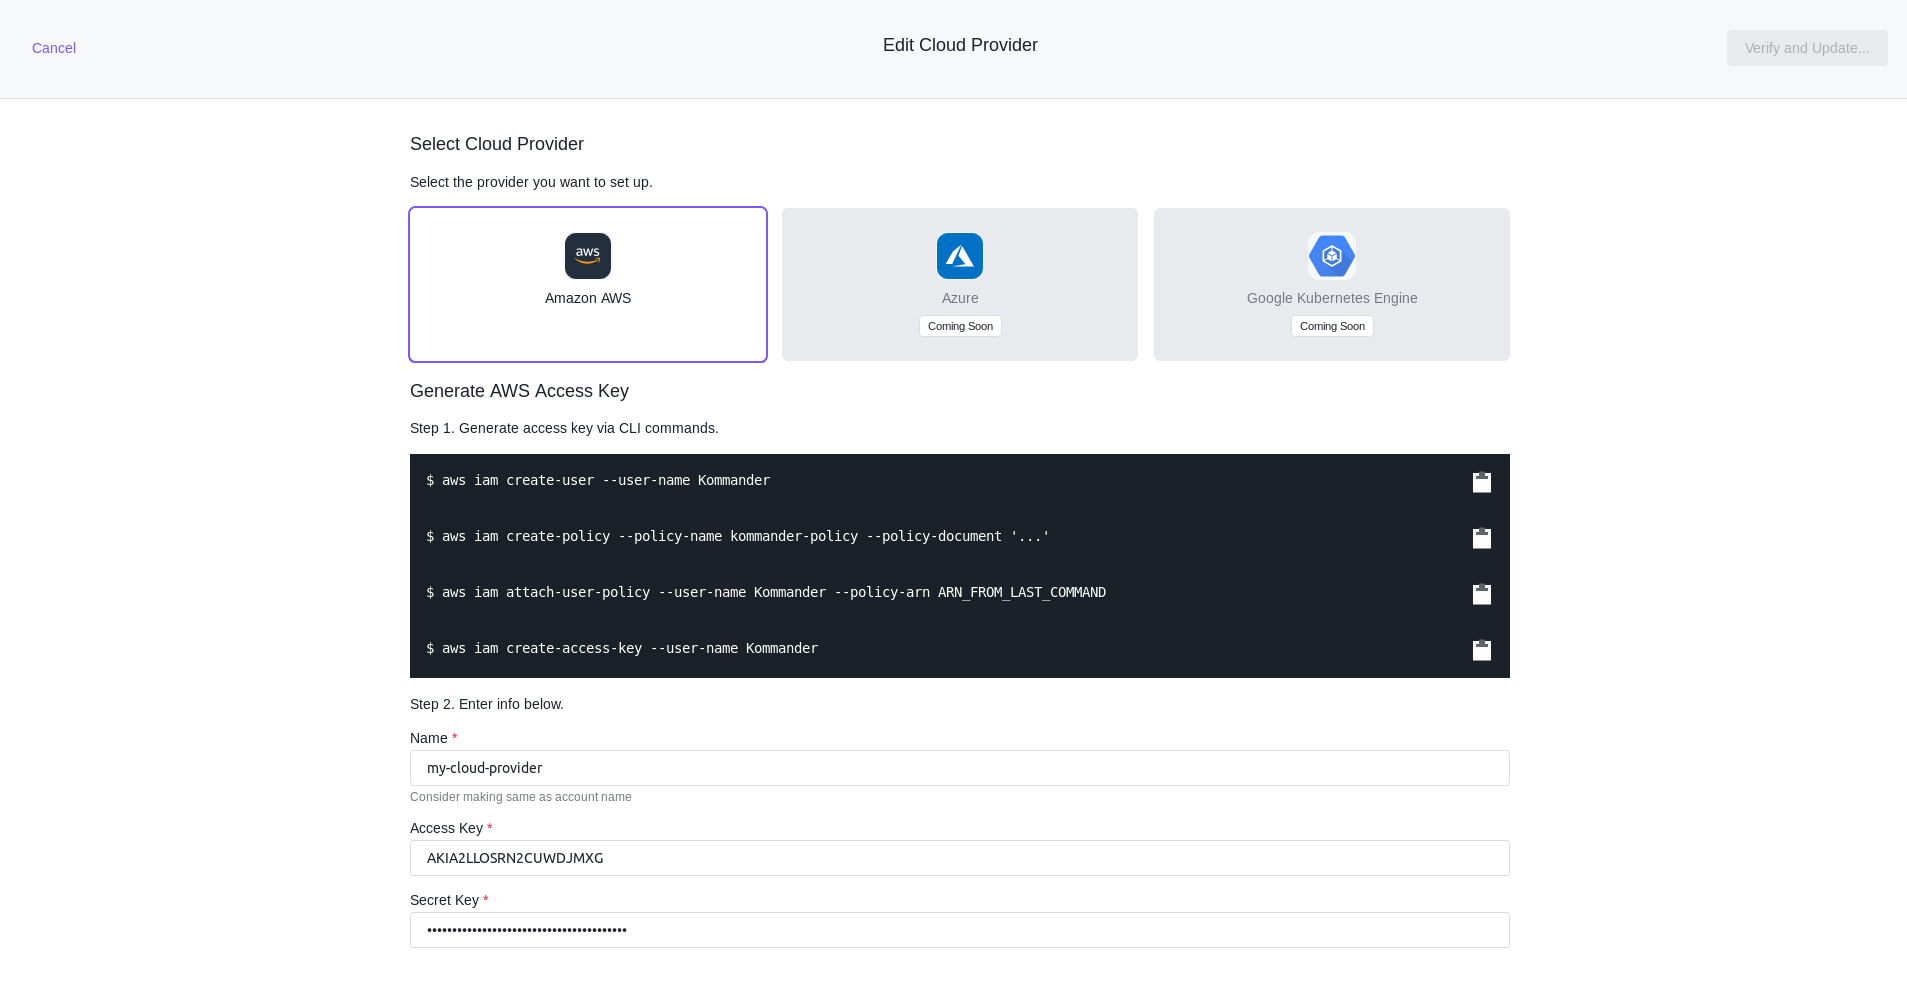 Cancel
Edit Cloud Provider
Verify and Update...
Select Cloud Provider
Select the provider you want to set up.
aws
Amazon AWS
Azure
Coming Soon
Google Kubernetes Engine
Coming Soon
Generate AWS Access Key
Step 1. Generate access key via CLI commands.
$ aws iam create-user --user-name Kommander
$ aws iam create-policy --policy-name kommander-policy --policy-document '...'
$ aws iam attach-user-policy --user-name Kommander --policy-arn ARN_FROM_LAST_COMMAND
$ aws iam create-access-key --user-name Kommander
Step 2. Enter info below.
Name *
my-cloud-provider
Consider making same as account name
Access Key *
AKIA2LLOSRN2CUWDJMXG
Secret Key *
••••••••••••••••••••••••••••••••••••••••